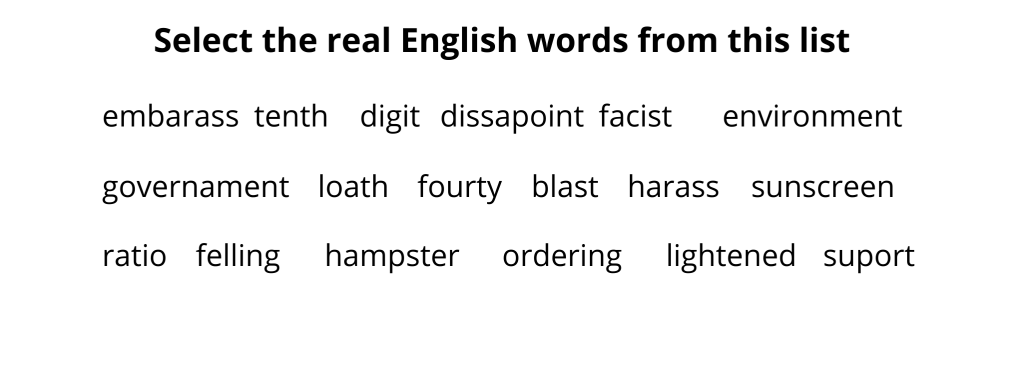 Select the real English words from this list
embarass tenth digit dissapoint facist environment
governament loath fourty blast harass sunscreen
ratio felling hampster ordering lightened suport